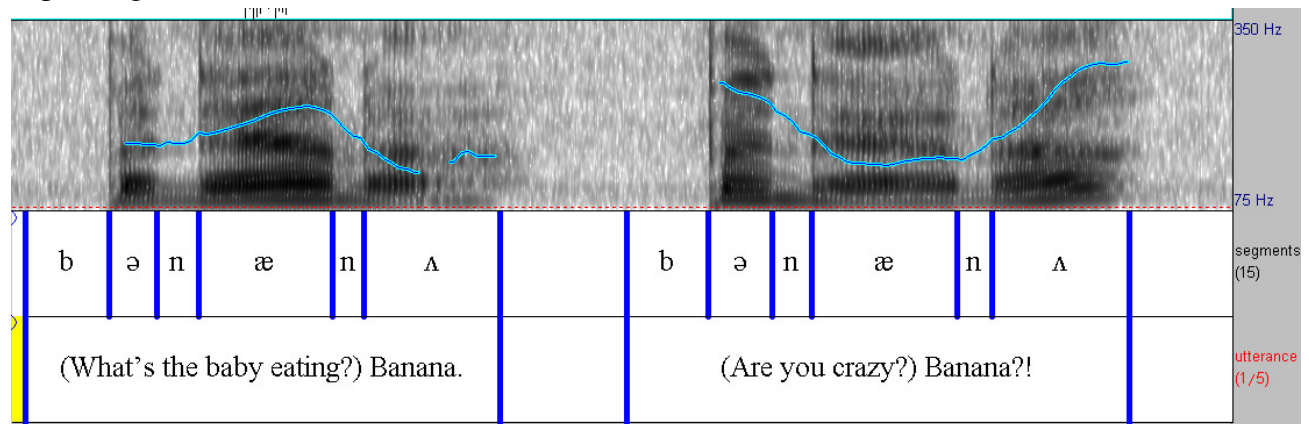 350 Hz
75 Hz
b ə n æ n ʌ b ə n æ n ʌ
segments
(15)
(What's the baby eating?) Banana. (Are you crazy?) Banana?!
utterance
(1/5)